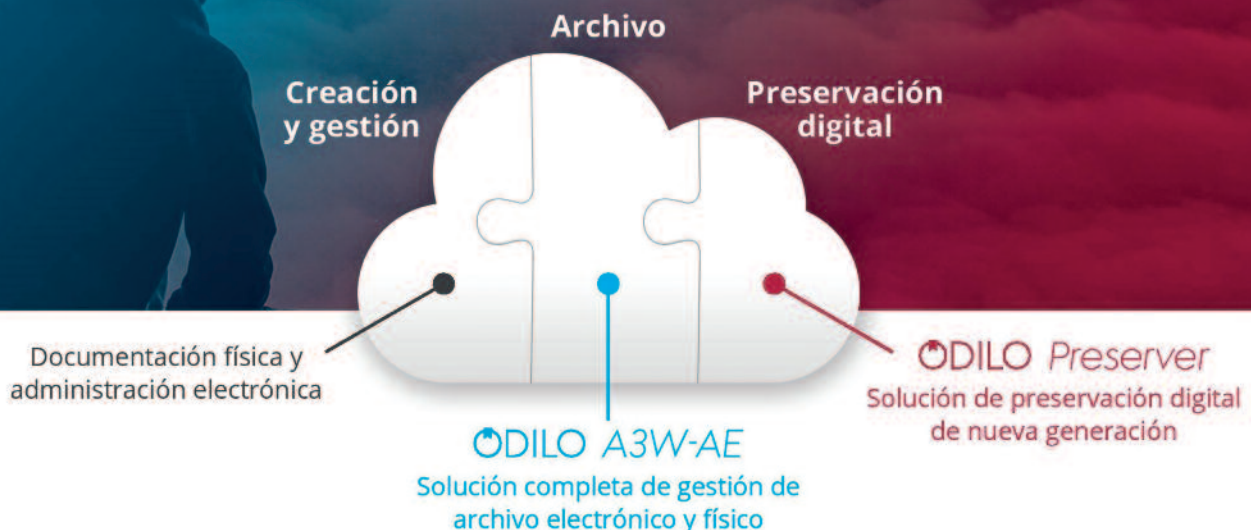 Archivo
Creación
y gestión
Preservación
digital
Documentación física y
administración electrónica
ODILO Preserver
Solución de preservación digital
de nueva generación
ODILO A3W-AE
Solución completa de gestión de
archivo electrónico y físico